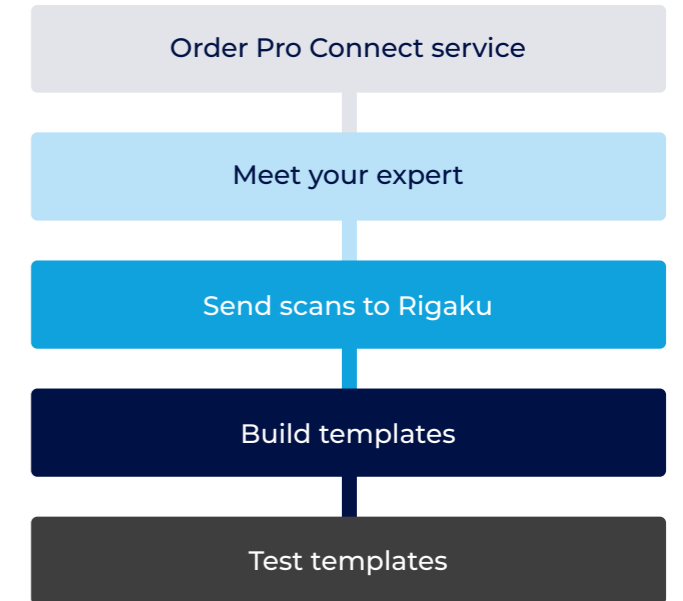 Order Pro Connect service
Meet your expert
Send scans to Rigaku
Build templates
Test templates